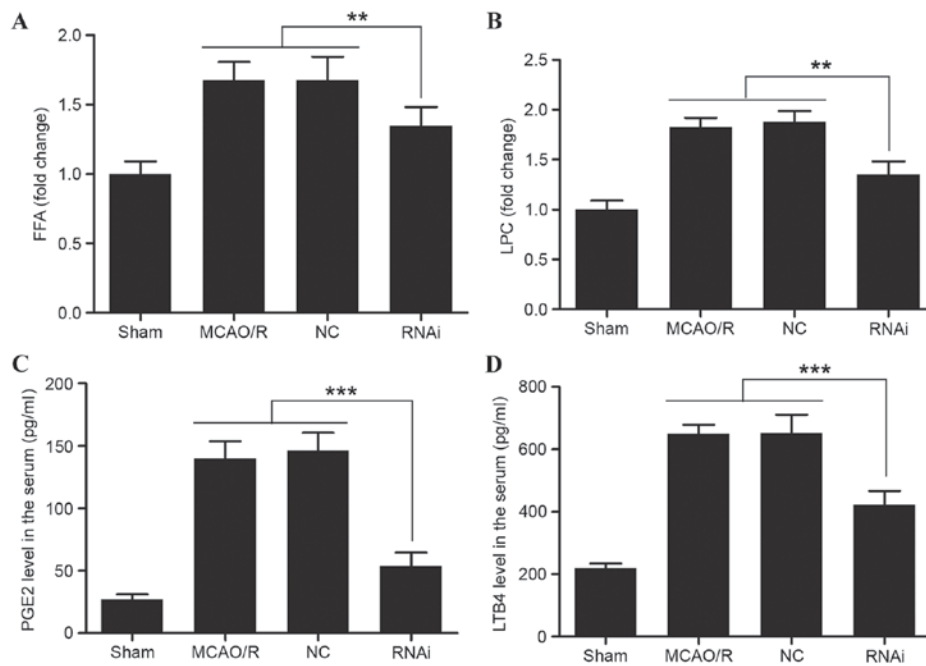 A
**
FFA (fold change)
2.0
1.5
1.0
0.5
0.0
Sham MCAO/R NC RNAi
B
**
LPC (fold change)
2.5
2.0
1.5
1.0
0.5
0.0
Sham MCAO/R NC RNAi
C
***
PGE2 level in the serum (pg/ml)
200
150
100
50
0
Sham MCAO/R NC RNAi
D
***
LTB4 level in the serum (pg/ml)
800
600
400
200
0
Sham MCAO/R NC RNAi